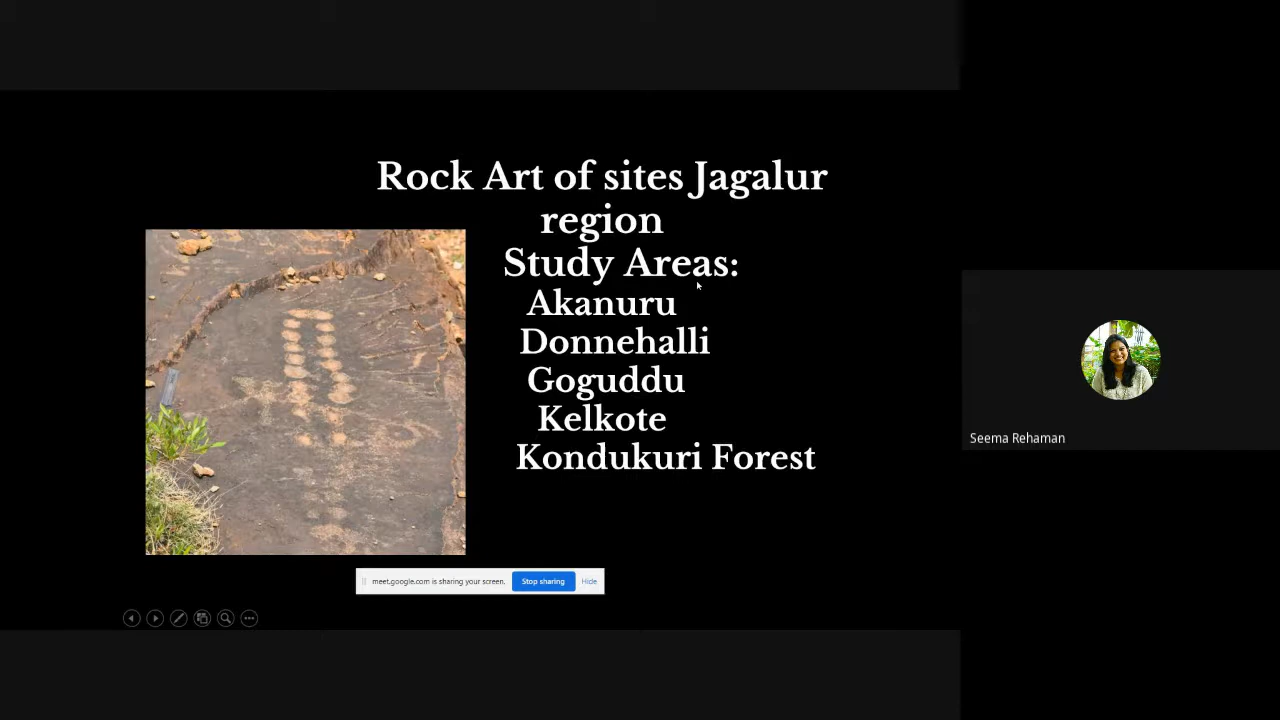 Rock Art of sites Jagalur
region
Study Areas:
Akanuru
Donnehalli
Goguddu
Kelkote
Kondukuri Forest
Seema Rehaman
meet.google.com is sharing your screen. Stop sharing Hide